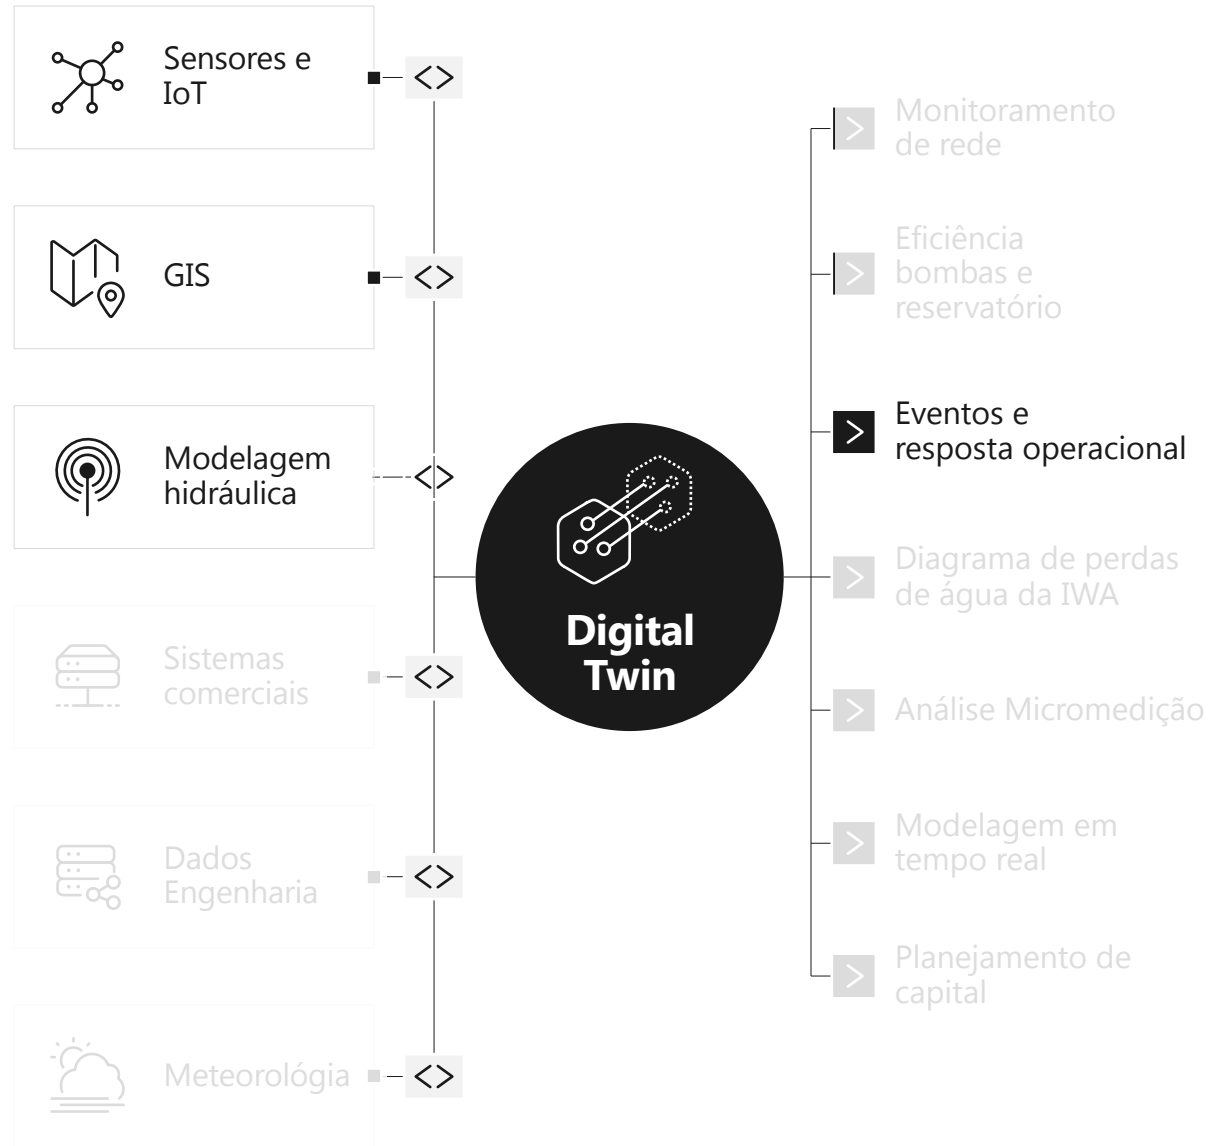 Sensores e
IoT
GIS
Modelagem
hidráulica
Sistemas
comerciais
Dados
Engenharia
Meteorológia
Digital
Twin
Monitoramento
de rede
Eficiência
bombas e
reservatório
Eventos e
resposta operacional
Diagrama de perdas
de água da IWA
Análise Micromedição
Modelagem em
tempo real
Planejamento de
capital